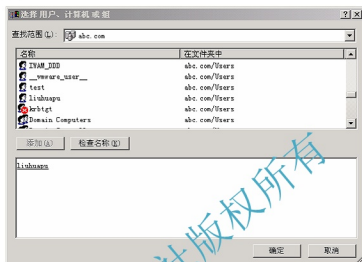 选择用户、计算机或组
查找范围(L): abc.com
名称 在文件夹中
IWAM_DDD abc.com/Users
__vmware_user__ abc.com/Users
test abc.com/Users
liuhuapu abc.com/Users
krbtgt abc.com/Users
Domain Computers abc.com/Users
添加(A) 检查名称(K)
liuhuapu
版权所有
确定 取消